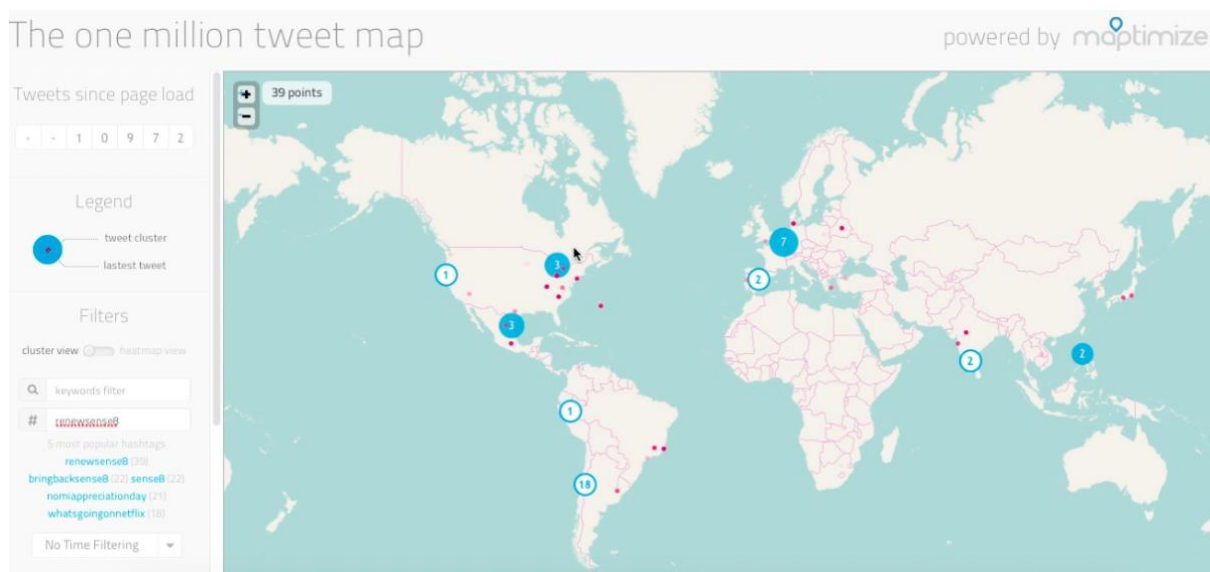 The one million tweet map
powered by maptimize
Tweets since page load
- - 1 0 9 7 2
Legend
tweet cluster
lastest tweet
Filters
cluster view heatmap view
keywords filter
# renewsense8
5 most popular hashtags
renewsense8 (39)
bringbacksense8 (22) sense8 (22)
nomiappreciationday (21)
whatsgoingonnetflix (18)
No Time Filtering
+
39 points
-
7
3
1
2
3
2
2
1
18